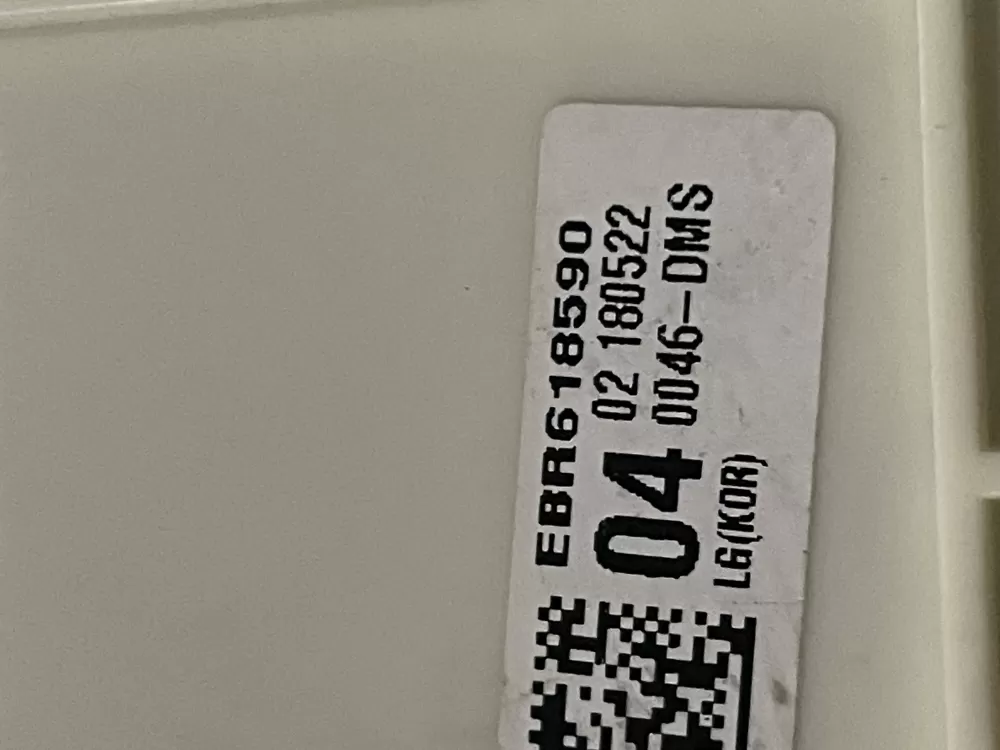 EBR618590
04
02 180522
0046-DMS
LG(KOR)